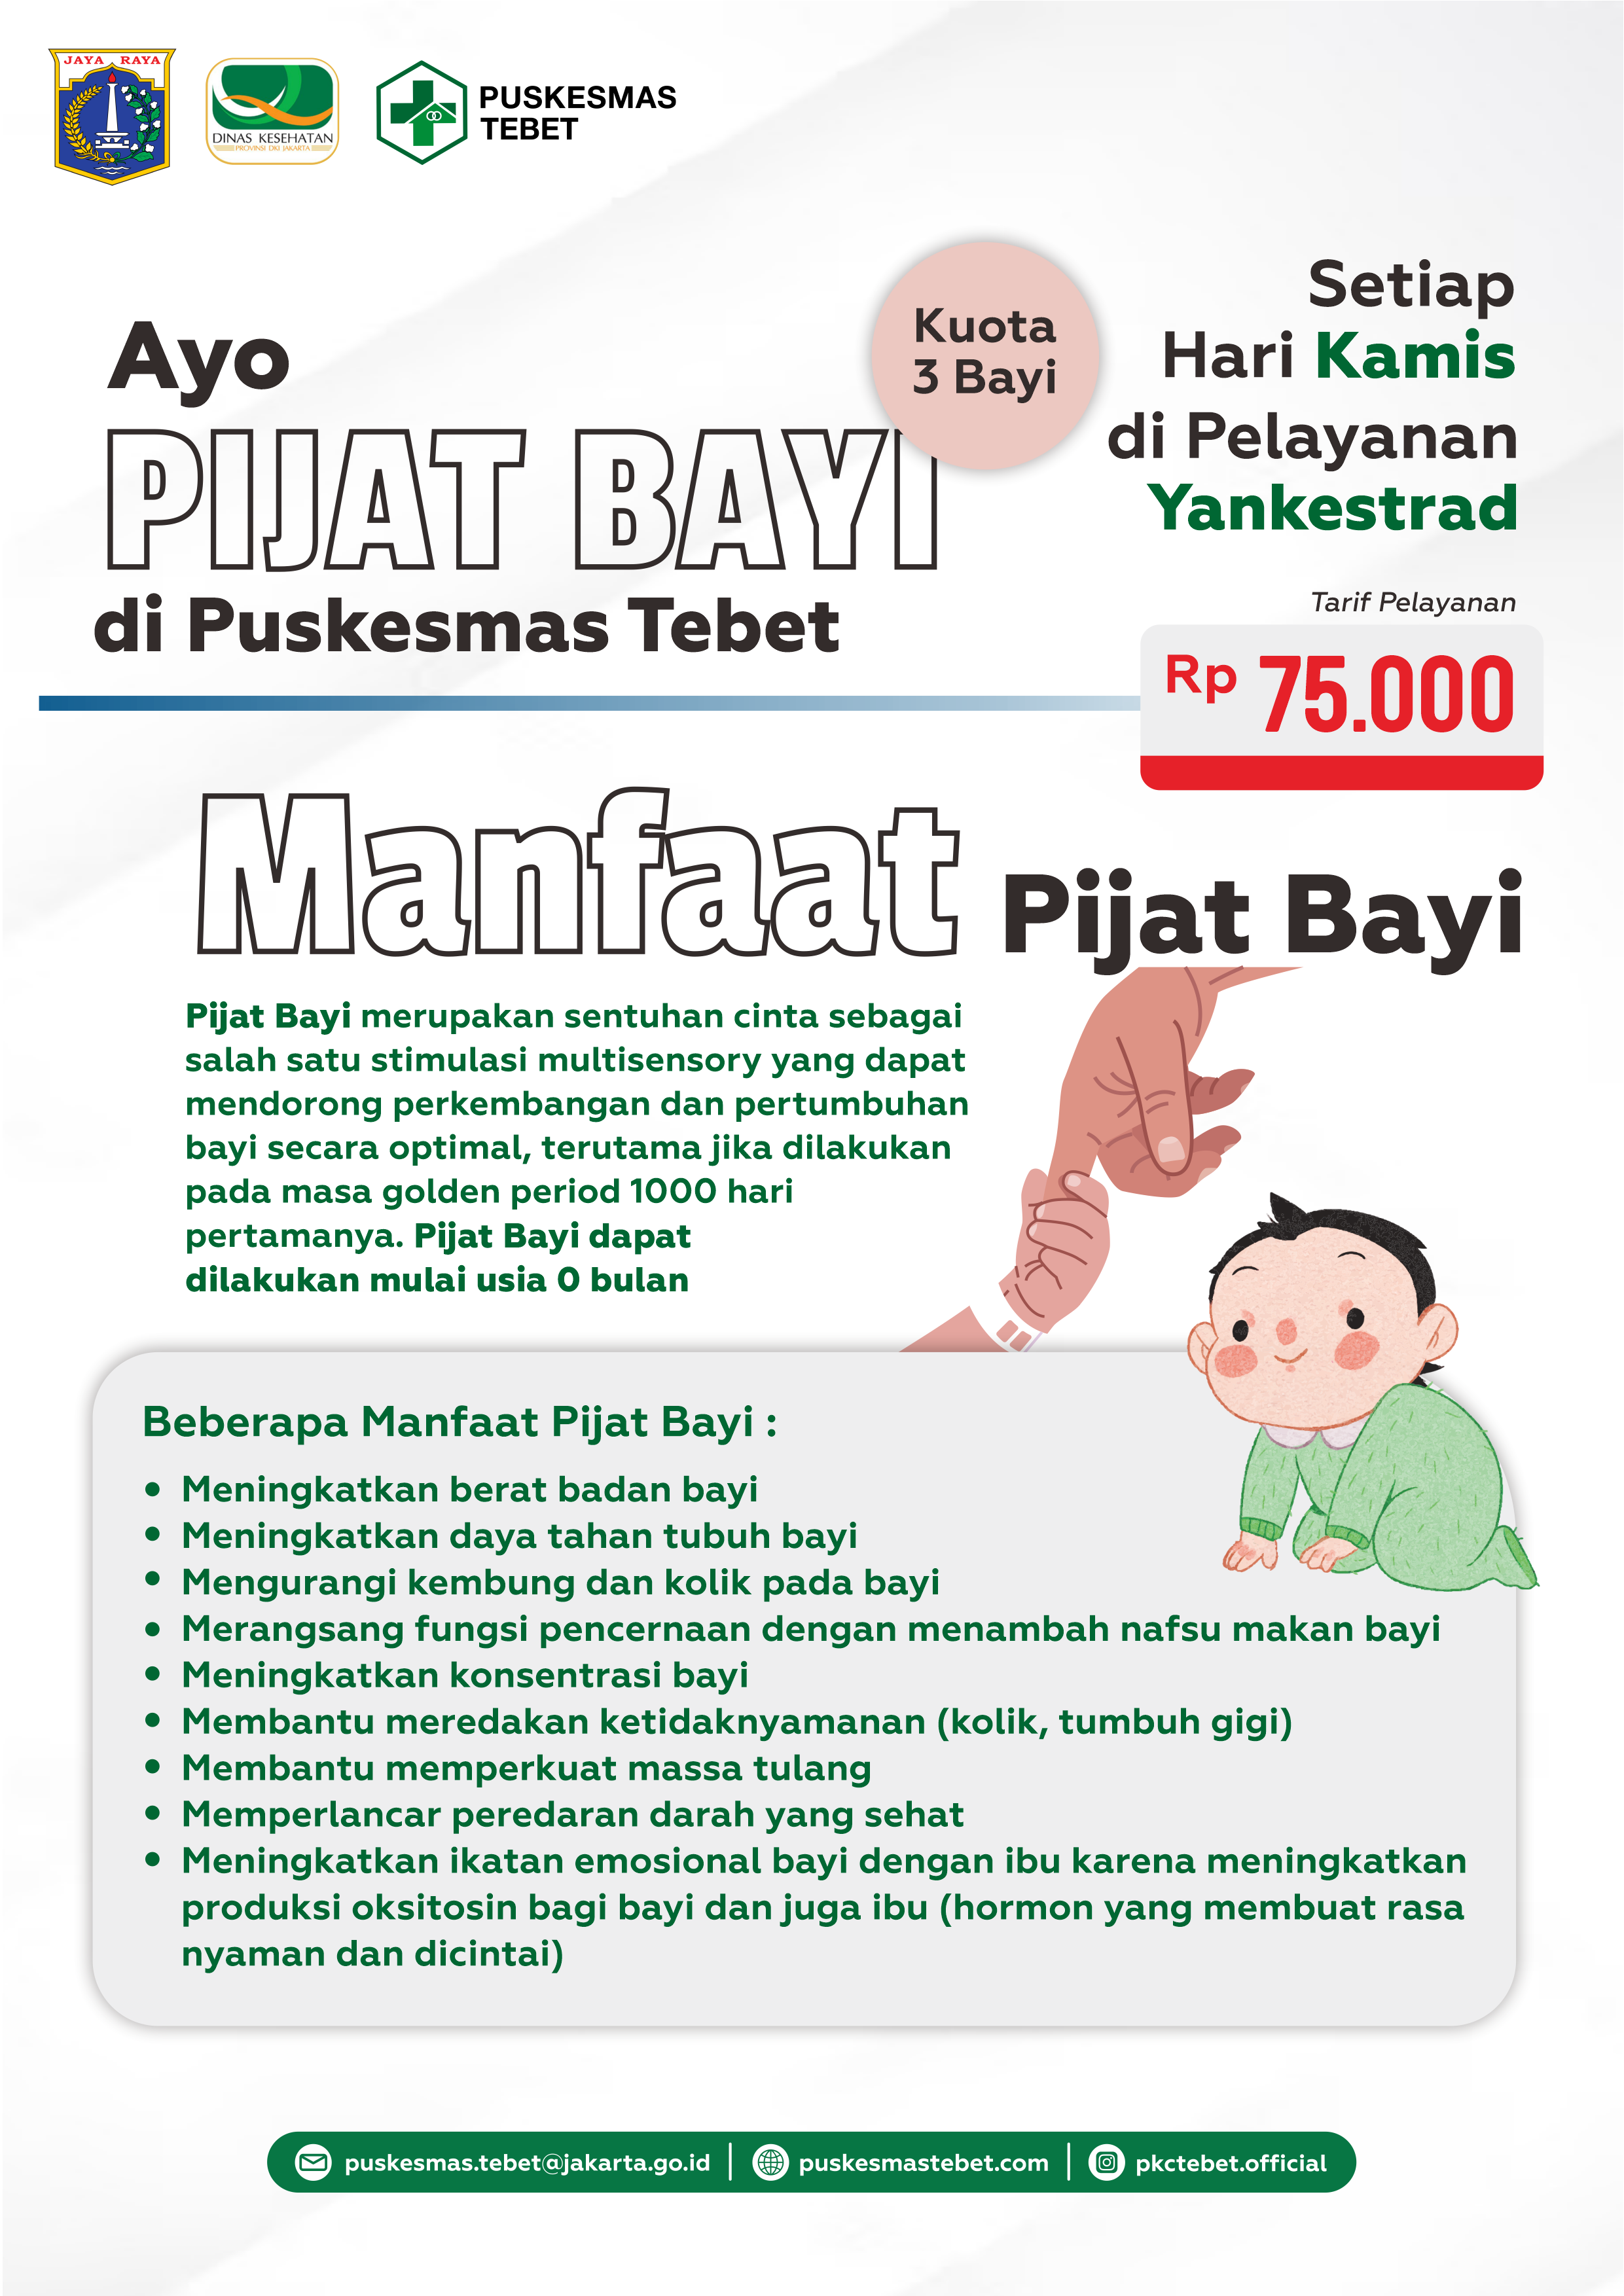 JAYA RAYA
DINAS KESEHATAN
PROVINSI DKI JAKARTA
PUSKESMAS
TEBET
Ayo
PIJAT BAYI
di Puskesmas Tebet
Kuota
3 Bayi
Setiap
Hari Kamis
di Pelayanan
Yankestrad
Tarif Pelayanan
Rp 75.000
Manfaat Pijat Bayi
Pijat Bayi merupakan sentuhan cinta sebagai
salah satu stimulasi multisensory yang dapat
mendorong perkembangan dan pertumbuhan
bayi secara optimal, terutama jika dilakukan
pada masa golden period 1000 hari
pertamanya. Pijat Bayi dapat
dilakukan mulai usia 0 bulan
Beberapa Manfaat Pijat Bayi :
• Meningkatkan berat badan bayi
• Meningkatkan daya tahan tubuh bayi
• Mengurangi kembung dan kolik pada bayi
• Merangsang fungsi pencernaan dengan menambah nafsu makan bayi
• Meningkatkan konsentrasi bayi
• Membantu meredakan ketidaknyamanan (kolik, tumbuh gigi)
• Membantu memperkuat massa tulang
• Memperlancar peredaran darah yang sehat
• Meningkatkan ikatan emosional bayi dengan ibu karena meningkatkan
produksi oksitosin bagi bayi dan juga ibu (hormon yang membuat rasa
nyaman dan dicintai)
puskesmas.tebet@jakarta.go.id | puskesmastebet.com | pkctebet.official